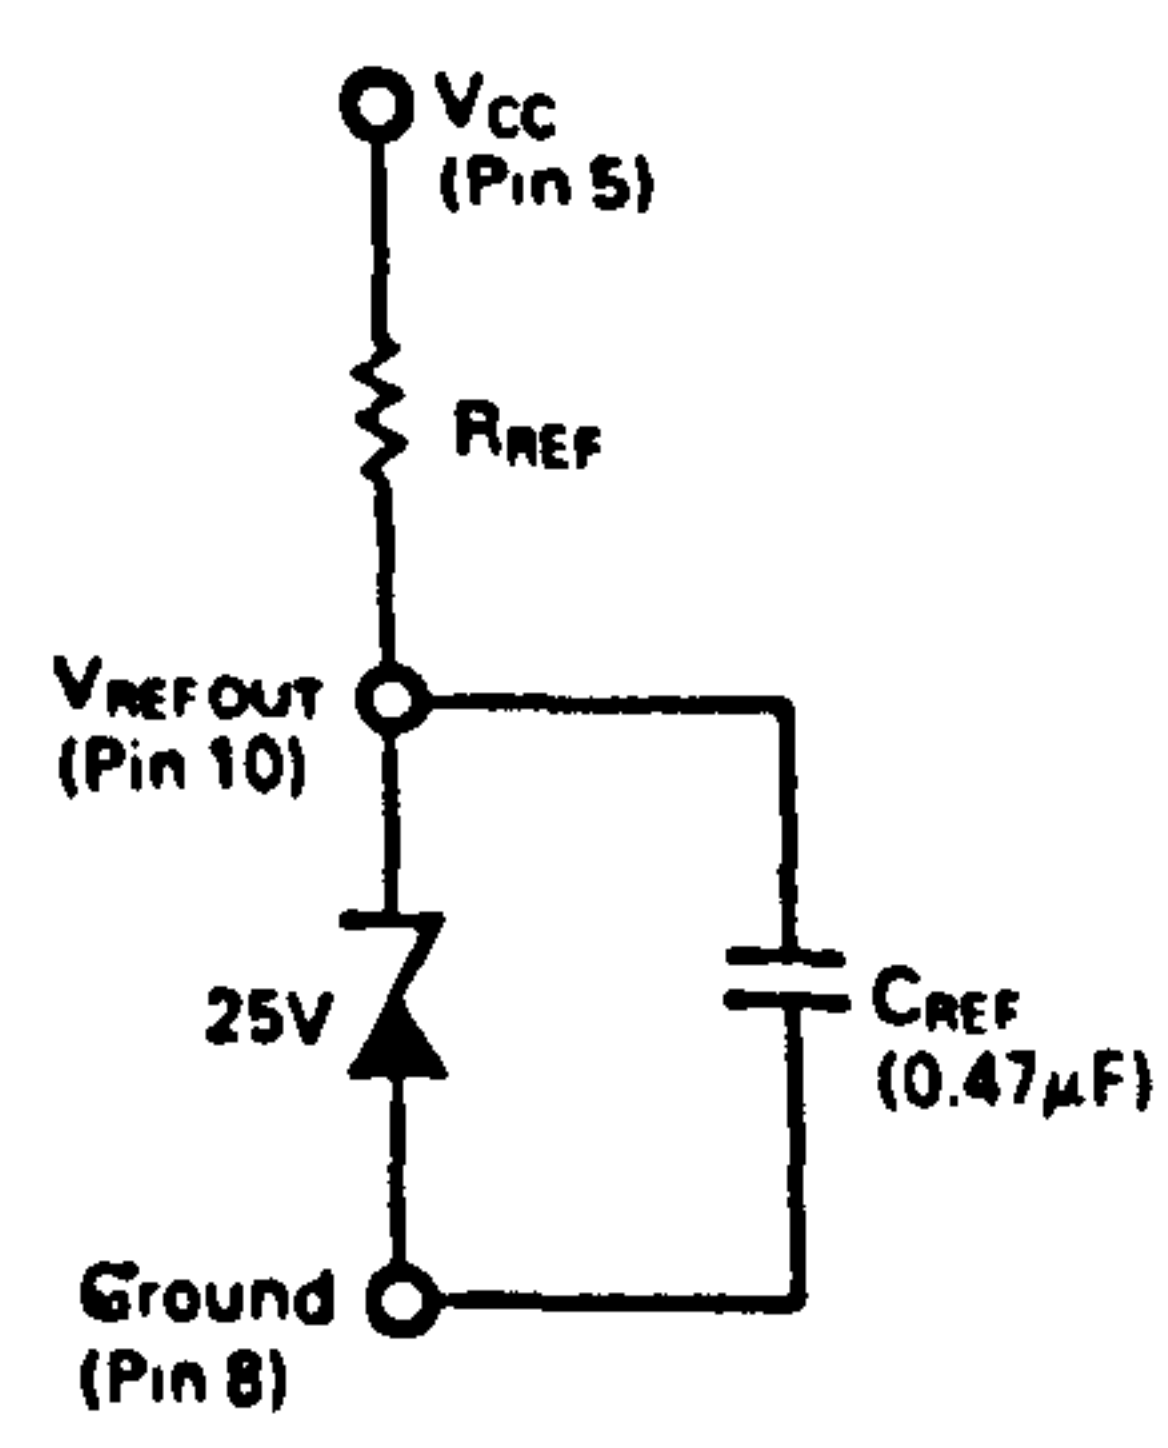 VCC
(Pin 5)
RREF
VREF OUT
(Pin 10)
25V
CREF
(0.47μF)
Ground
(Pin 8)